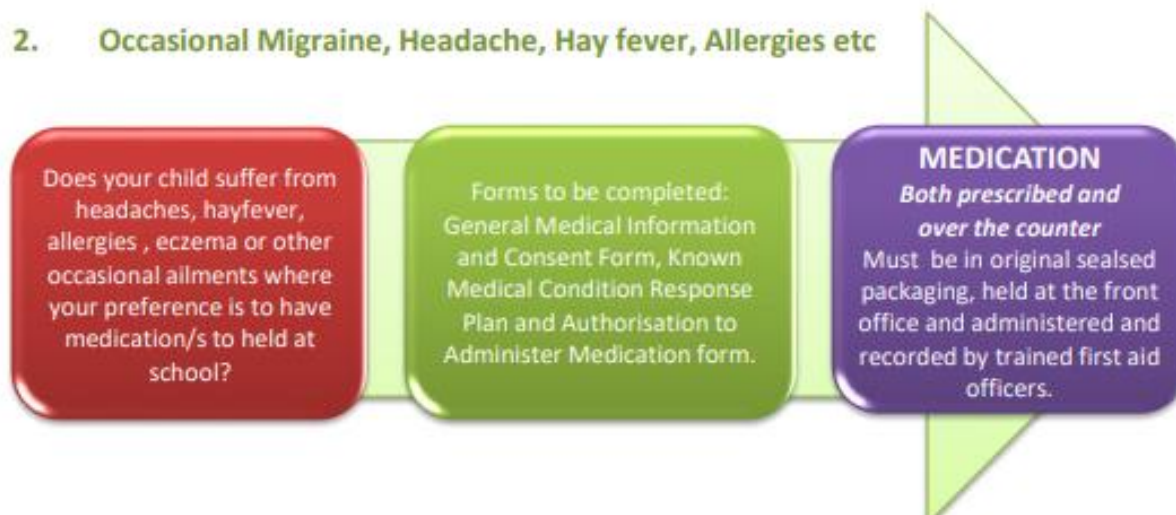 2. Occasional Migraine, Headache, Hay fever, Allergies etc
Does your child suffer from
headaches, hayfever,
allergies , eczema or other
occasional ailments where
your preference is to have
medication/s to held at
school?
Forms to be completed:
General Medical Information
and Consent Form, Known
Medical Condition Response
Plan and Authorisation to
Administer Medication form.
MEDICATION
Both prescribed and
over the counter
Must be in original sealsed
packaging, held at the front
office and administered and
recorded by trained first aid
officers.